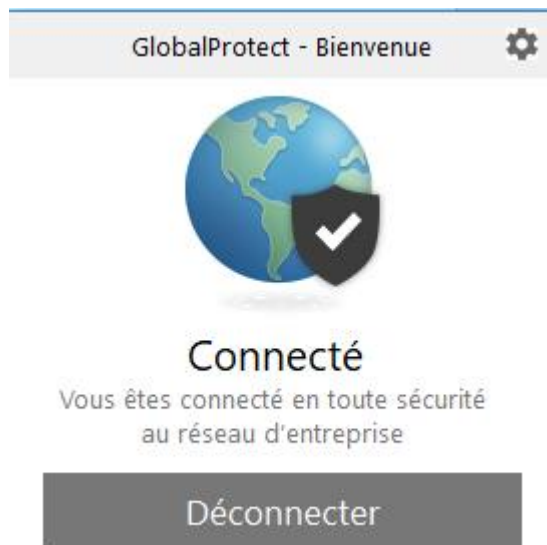 GlobalProtect - Bienvenue
Connecté
Vous êtes connecté en toute sécurité
au réseau d'entreprise
Déconnecter